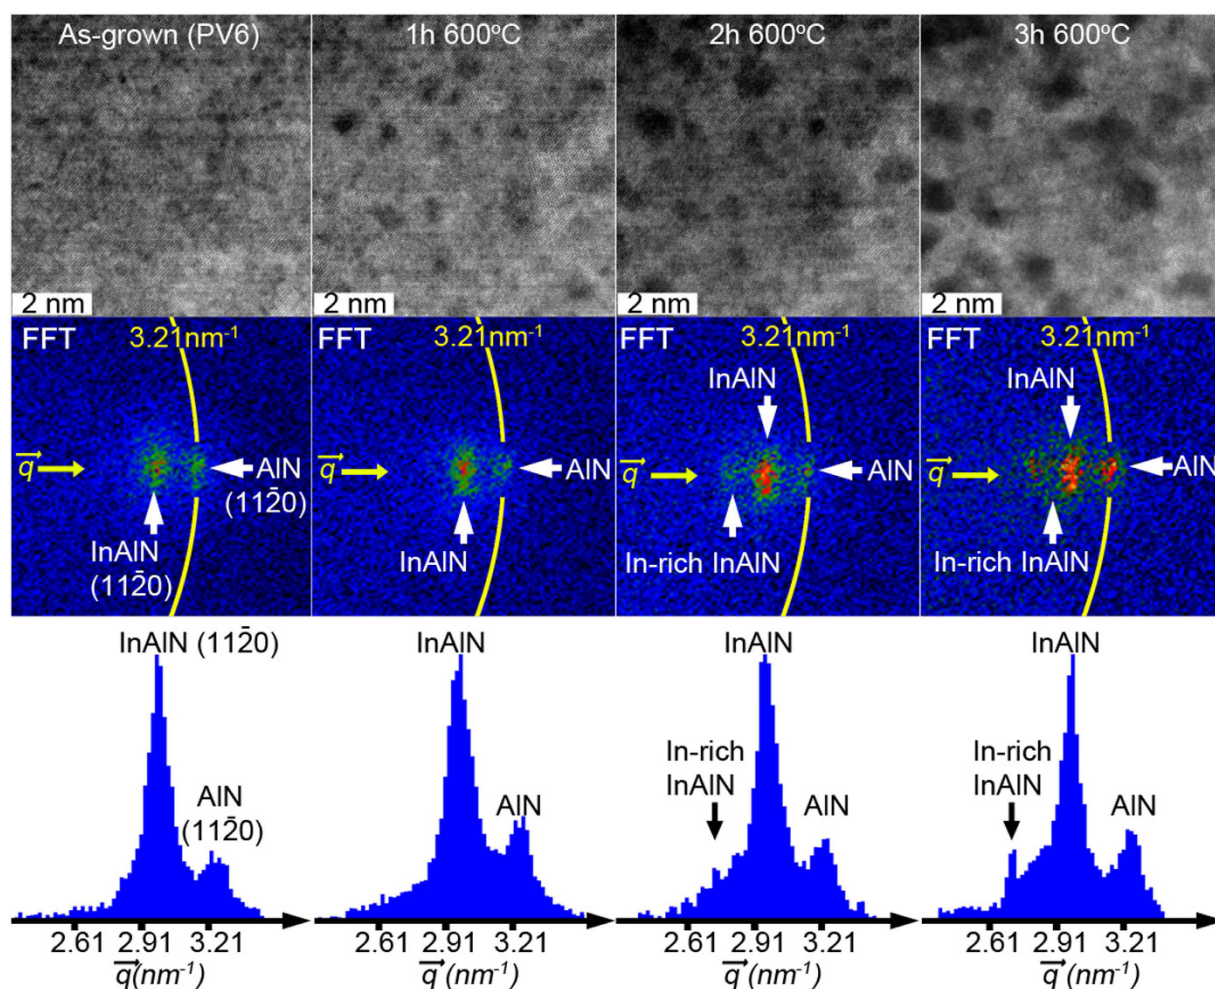 As-grown (PV6)
1h 600°C
2h 600°C
3h 600°C
2 nm
2 nm
2 nm
2 nm
FFT
3.21nm⁻¹
q
AlN
(112̄0)
InAlN
(112̄0)
FFT
3.21nm⁻¹
q
AlN
InAlN
FFT
3.21nm⁻¹
InAlN
q
AlN
In-rich InAlN
FFT
3.21nm⁻¹
InAlN
q
AlN
In-rich InAlN
InAlN (112̄0)
AlN
(112̄0)
2.61 2.91 3.21
q(nm⁻¹)
InAlN
AlN
2.61 2.91 3.21
q(nm⁻¹)
InAlN
In-rich
InAlN
AlN
2.61 2.91 3.21
q(nm⁻¹)
InAlN
In-rich
InAlN
AlN
2.61 2.91 3.21
q(nm⁻¹)